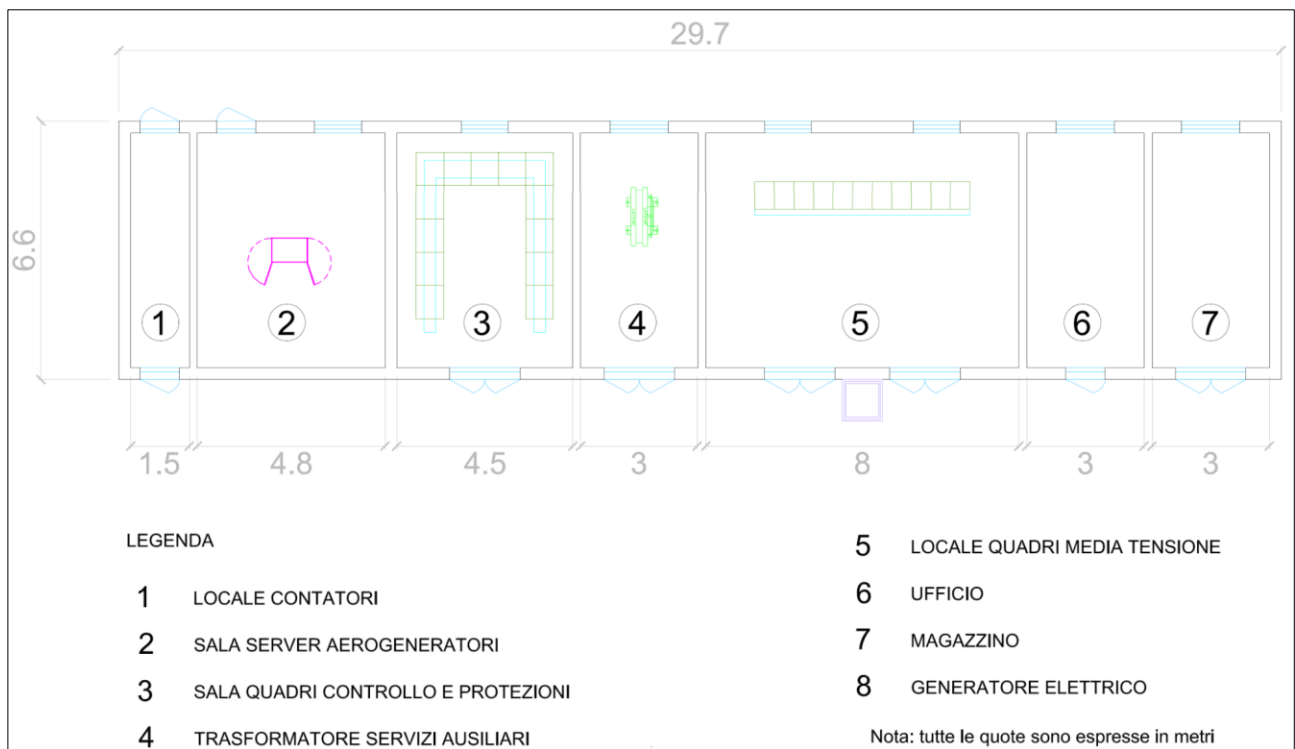 29.7
6.6
1
2
3
4
5
6
7
1.5
4.8
4.5
3
8
3
3
LEGENDA
1 LOCALE CONTATORI
2 SALA SERVER AEROGENERATORI
3 SALA QUADRI CONTROLLO E PROTEZIONI
4 TRASFORMATORE SERVIZI AUSILIARI
5 LOCALE QUADRI MEDIA TENSIONE
6 UFFICIO
7 MAGAZZINO
8 GENERATORE ELETTRICO
Nota: tutte le quote sono espresse in metri